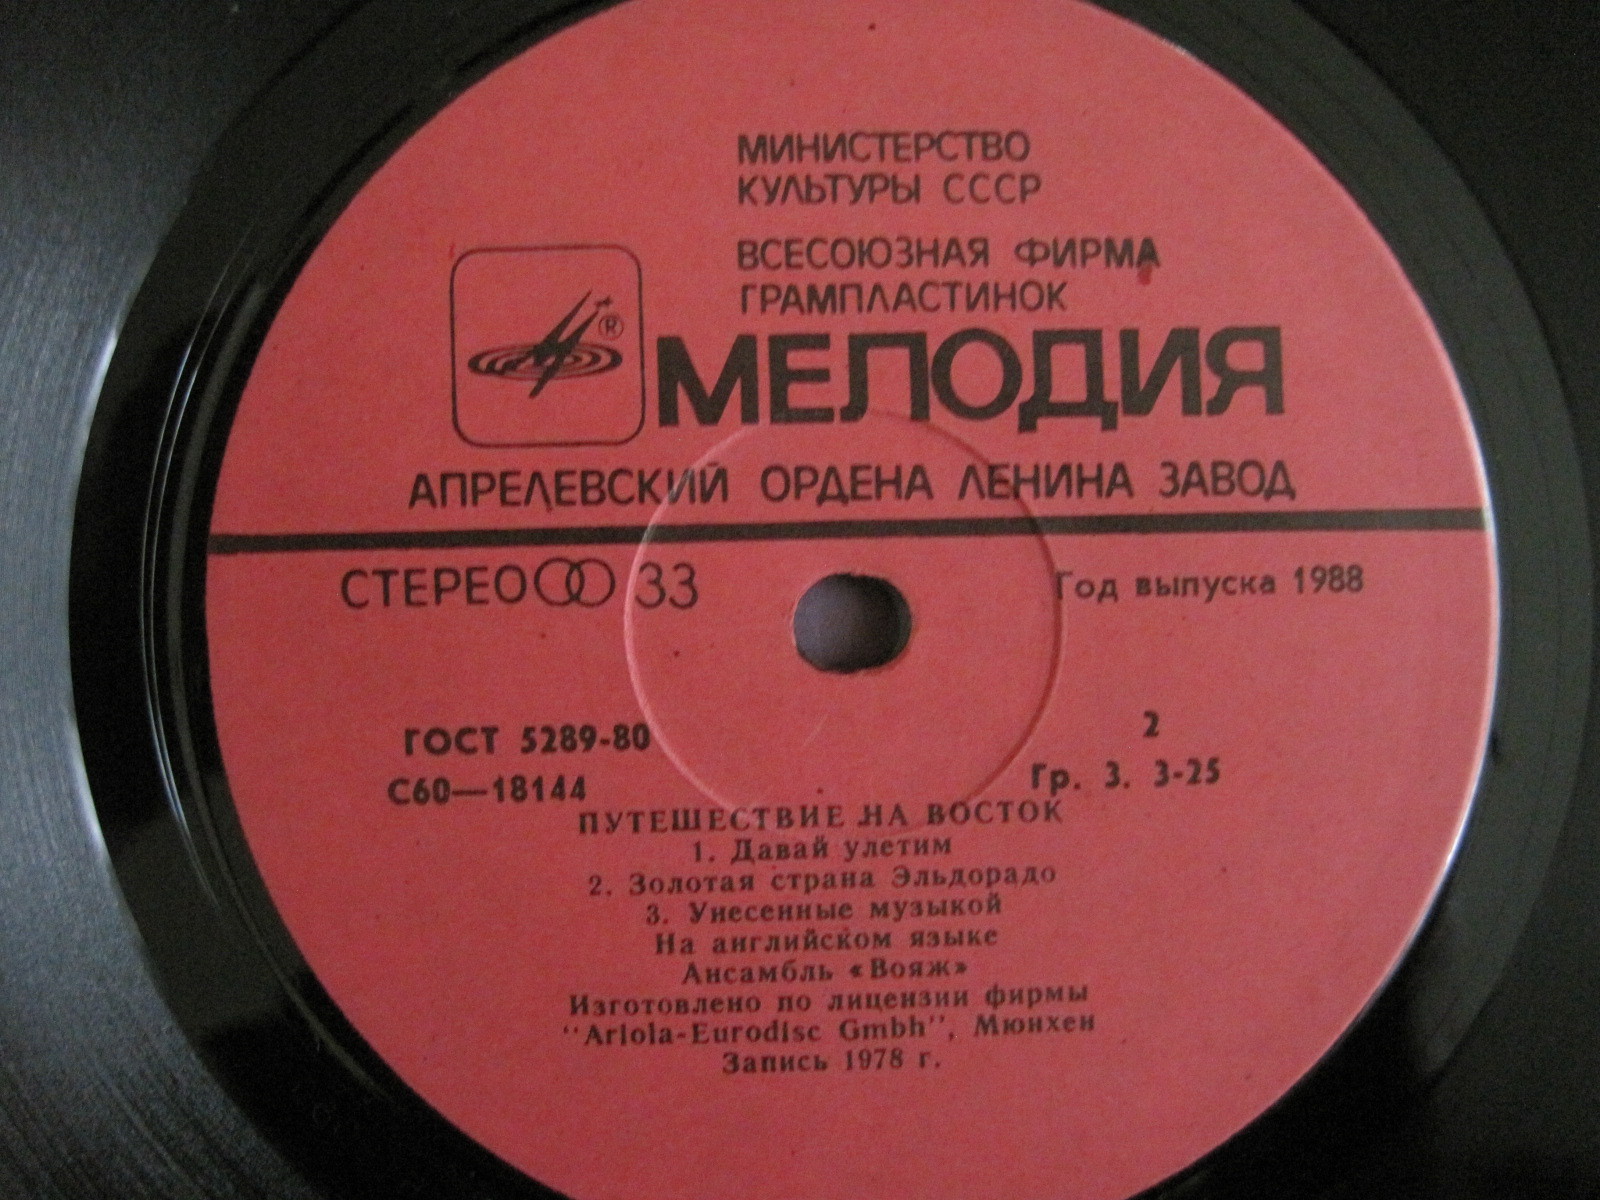 МИНИСТЕРСТВО
КУЛЬТУРЫ СССР
ВСЕСОЮЗНАЯ ФИРМА
ГРАМПЛАСТИНОК
®
МЕЛОДИЯ
АПРЕЛЕВСКИЙ ОРДЕНА ЛЕНИНА ЗАВОД
СТЕРЕО 33
Год выпуска 1988
ГОСТ 5289-80
2
С60—18144
Гр. 3. 3-25
ПУТЕШЕСТВИЕ НА ВОСТОК
1. Давай улетим
2. Золотая страна Эльдорадо
3. Унесенные музыкой
На английском языке
Ансамбль «Вояж»
Изготовлено по лицензии фирмы
"Ariola-Eurodisc Gmbh", Мюнхен
Запись 1978 г.